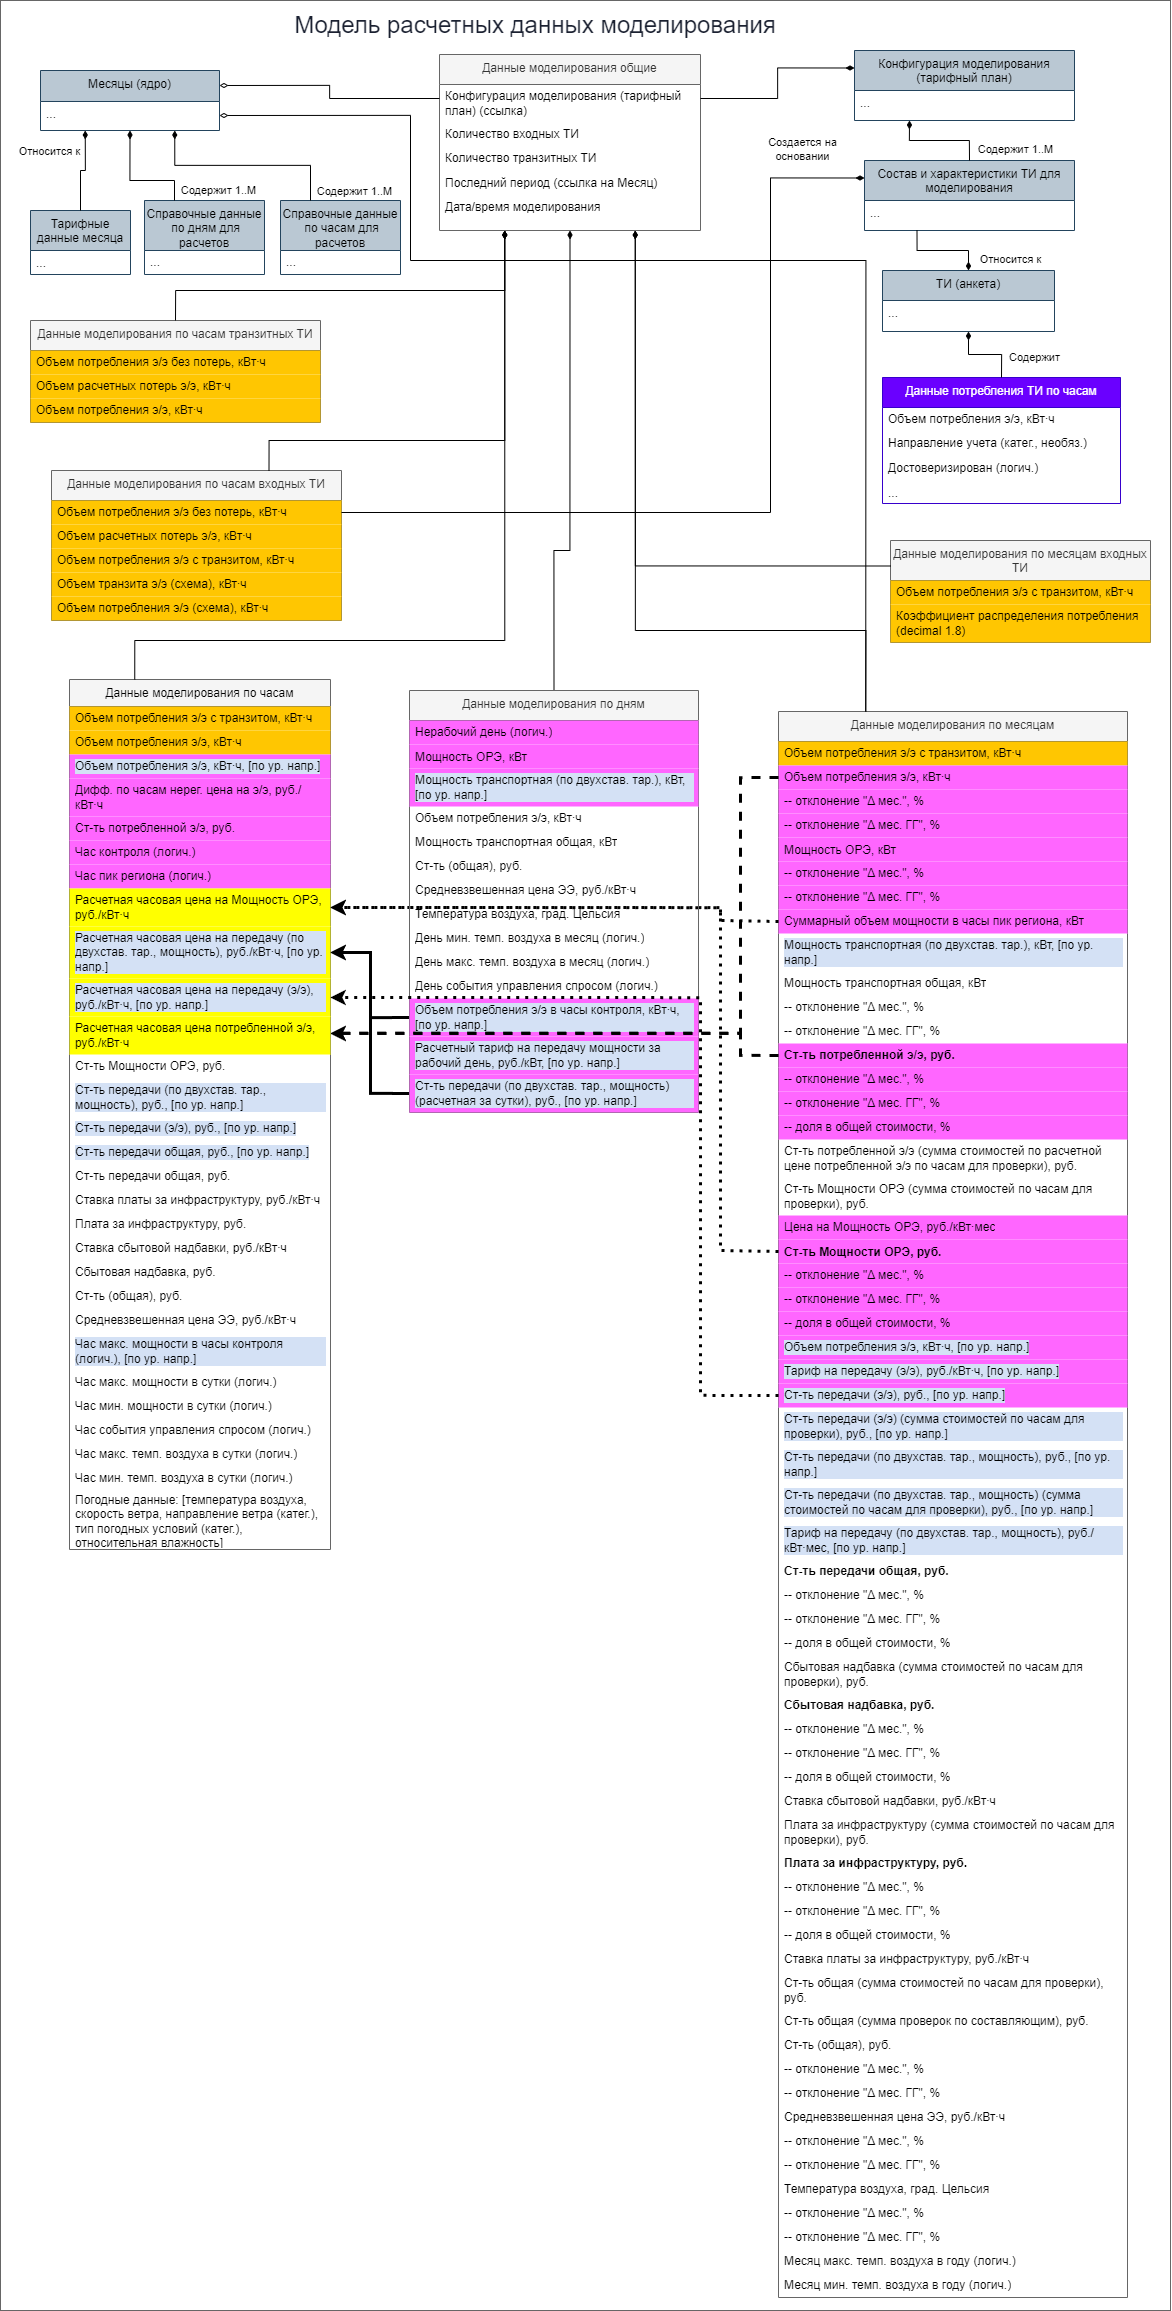 Модель расчетных данных моделирования
Месяцы (ядро)
...
Относится к
Содержит 1..М
Содержит 1..М
Тарифные
данные месяца
...
Справочные данные
по дням для
расчетов
...
Справочные данные
по часам для
расчетов
...
Данные моделирования общие
Конфигурация моделирования (тарифный
план) (ссылка)
Количество входных ТИ
Количество транзитных ТИ
Последний период (ссылка на Месяц)
Дата/время моделирования
Конфигурация моделирования
(тарифный план)
...
Создается на
основании
Содержит 1..М
Состав и характеристики ТИ для
моделирования
...
Относится к
ТИ (анкета)
...
Содержит
Данные потребления ТИ по часам
Объем потребления э/э, кВт·ч
Направление учета (катег., необяз.)
Достоверизирован (логич.)
...
Данные моделирования по часам транзитных ТИ
Объем потребления э/э без потерь, кВт·ч
Объем расчетных потерь э/э, кВт·ч
Объем потребления э/э, кВт·ч
Данные моделирования по часам входных ТИ
Объем потребления э/э без потерь, кВт·ч
Объем расчетных потерь э/э, кВт·ч
Объем потребления э/э с транзитом, кВт·ч
Объем транзита э/э (схема), кВт·ч
Объем потребления э/э (схема), кВт·ч
Данные моделирования по месяцам входных
ТИ
Объем потребления э/э с транзитом, кВт·ч
Коэффициент распределения потребления
(decimal 1.8)
Данные моделирования по часам
Объем потребления э/э с транзитом, кВт·ч
Объем потребления э/э, кВт·ч
Объем потребления э/э, кВт·ч, [по ур. напр.]
Дифф. по часам нерег. цена на э/э, руб./
кВт·ч
Ст-ть потребленной э/э, руб.
Час контроля (логич.)
Час пик региона (логич.)
Расчетная часовая цена на Мощность ОРЭ,
руб./кВт·ч
Расчетная часовая цена на передачу (по
двухстав. тар., мощность), руб./кВт·ч, [по ур.
напр.]
Расчетная часовая цена на передачу (э/э),
руб./кВт·ч, [по ур. напр.]
Расчетная часовая цена потребленной э/э,
руб./кВт·ч
Ст-ть Мощности ОРЭ, руб.
Ст-ть передачи (по двухстав. тар.,
мощность), руб., [по ур. напр.]
Ст-ть передачи (э/э), руб., [по ур. напр.]
Ст-ть передачи общая, руб., [по ур. напр.]
Ст-ть передачи общая, руб.
Ставка платы за инфраструктуру, руб./кВт·ч
Плата за инфраструктуру, руб.
Ставка сбытовой надбавки, руб./кВт·ч
Сбытовая надбавка, руб.
Ст-ть (общая), руб.
Средневзвешенная цена ЭЭ, руб./кВт·ч
Час макс. мощности в часы контроля
(логич.), [по ур. напр.]
Час макс. мощности в сутки (логич.)
Час мин. мощности в сутки (логич.)
Час события управления спросом (логич.)
Час макс. темп. воздуха в сутки (логич.)
Час мин. темп. воздуха в сутки (логич.)
Погодные данные: [температура воздуха,
скорость ветра, направление ветра (катег.),
тип погодных условий (катег.),
относительная влажность]
Данные моделирования по дням
Нерабочий день (логич.)
Мощность ОРЭ, кВт
Мощность транспортная (по двухстав. тар.), кВт,
[по ур. напр.]
Объем потребления э/э, кВт·ч
Мощность транспортная общая, кВт
Ст-ть (общая), руб.
Средневзвешенная цена ЭЭ, руб./кВт·ч
Температура воздуха, град. Цельсия
День мин. темп. воздуха в месяц (логич.)
День макс. темп. воздуха в месяц (логич.)
День события управления спросом (логич.)
Объем потребления э/э в часы контроля, кВт·ч,
[по ур. напр.]
Расчетный тариф на передачу мощности за
рабочий день, руб./кВт, [по ур. напр.]
Ст-ть передачи (по двухстав. тар., мощность)
(расчетная за сутки), руб., [по ур. напр.]
Данные моделирования по месяцам
Объем потребления э/э с транзитом, кВт·ч
Объем потребления э/э, кВт·ч
-- отклонение "Δ мес.", %
-- отклонение "Δ мес. ГГ", %
Мощность ОРЭ, кВт
-- отклонение "Δ мес.", %
-- отклонение "Δ мес. ГГ", %
Суммарный объем мощности в часы пик региона, кВт
Мощность транспортная (по двухстав. тар.), кВт, [по ур.
напр.]
Мощность транспортная общая, кВт
-- отклонение "Δ мес.", %
-- отклонение "Δ мес. ГГ", %
Ст-ть потребленной э/э, руб.
-- отклонение "Δ мес.", %
-- отклонение "Δ мес. ГГ", %
-- доля в общей стоимости, %
Ст-ть потребленной э/э (сумма стоимостей по расчетной
цене потребленной э/э по часам для проверки), руб.
Ст-ть Мощности ОРЭ (сумма стоимостей по часам для
проверки), руб.
Цена на Мощность ОРЭ, руб./кВт·мес
Ст-ть Мощности ОРЭ, руб.
-- отклонение "Δ мес.", %
-- отклонение "Δ мес. ГГ", %
-- доля в общей стоимости, %
Объем потребления э/э, кВт·ч, [по ур. напр.]
Тариф на передачу (э/э), руб./кВт·ч, [по ур. напр.]
Ст-ть передачи (э/э), руб., [по ур. напр.]
Ст-ть передачи (э/э) (сумма стоимостей по часам для
проверки), руб., [по ур. напр.]
Ст-ть передачи (по двухстав. тар., мощность), руб., [по ур.
напр.]
Ст-ть передачи (по двухстав. тар., мощность) (сумма
стоимостей по часам для проверки), руб., [по ур. напр.]
Тариф на передачу (по двухстав. тар., мощность), руб./
кВт·мес, [по ур. напр.]
Ст-ть передачи общая, руб.
-- отклонение "Δ мес.", %
-- отклонение "Δ мес. ГГ", %
-- доля в общей стоимости, %
Сбытовая надбавка (сумма стоимостей по часам для
проверки), руб.
Сбытовая надбавка, руб.
-- отклонение "Δ мес.", %
-- отклонение "Δ мес. ГГ", %
-- доля в общей стоимости, %
Ставка сбытовой надбавки, руб./кВт·ч
Плата за инфраструктуру (сумма стоимостей по часам для
проверки), руб.
Плата за инфраструктуру, руб.
-- отклонение "Δ мес.", %
-- отклонение "Δ мес. ГГ", %
-- доля в общей стоимости, %
Ставка платы за инфраструктуру, руб./кВт·ч
Ст-ть общая (сумма стоимостей по часам для проверки),
руб.
Ст-ть общая (сумма проверок по составляющим), руб.
Ст-ть (общая), руб.
-- отклонение "Δ мес.", %
-- отклонение "Δ мес. ГГ", %
Средневзвешенная цена ЭЭ, руб./кВт·ч
-- отклонение "Δ мес.", %
-- отклонение "Δ мес. ГГ", %
Температура воздуха, град. Цельсия
-- отклонение "Δ мес.", %
-- отклонение "Δ мес. ГГ", %
Месяц макс. темп. воздуха в году (логич.)
Месяц мин. темп. воздуха в году (логич.)